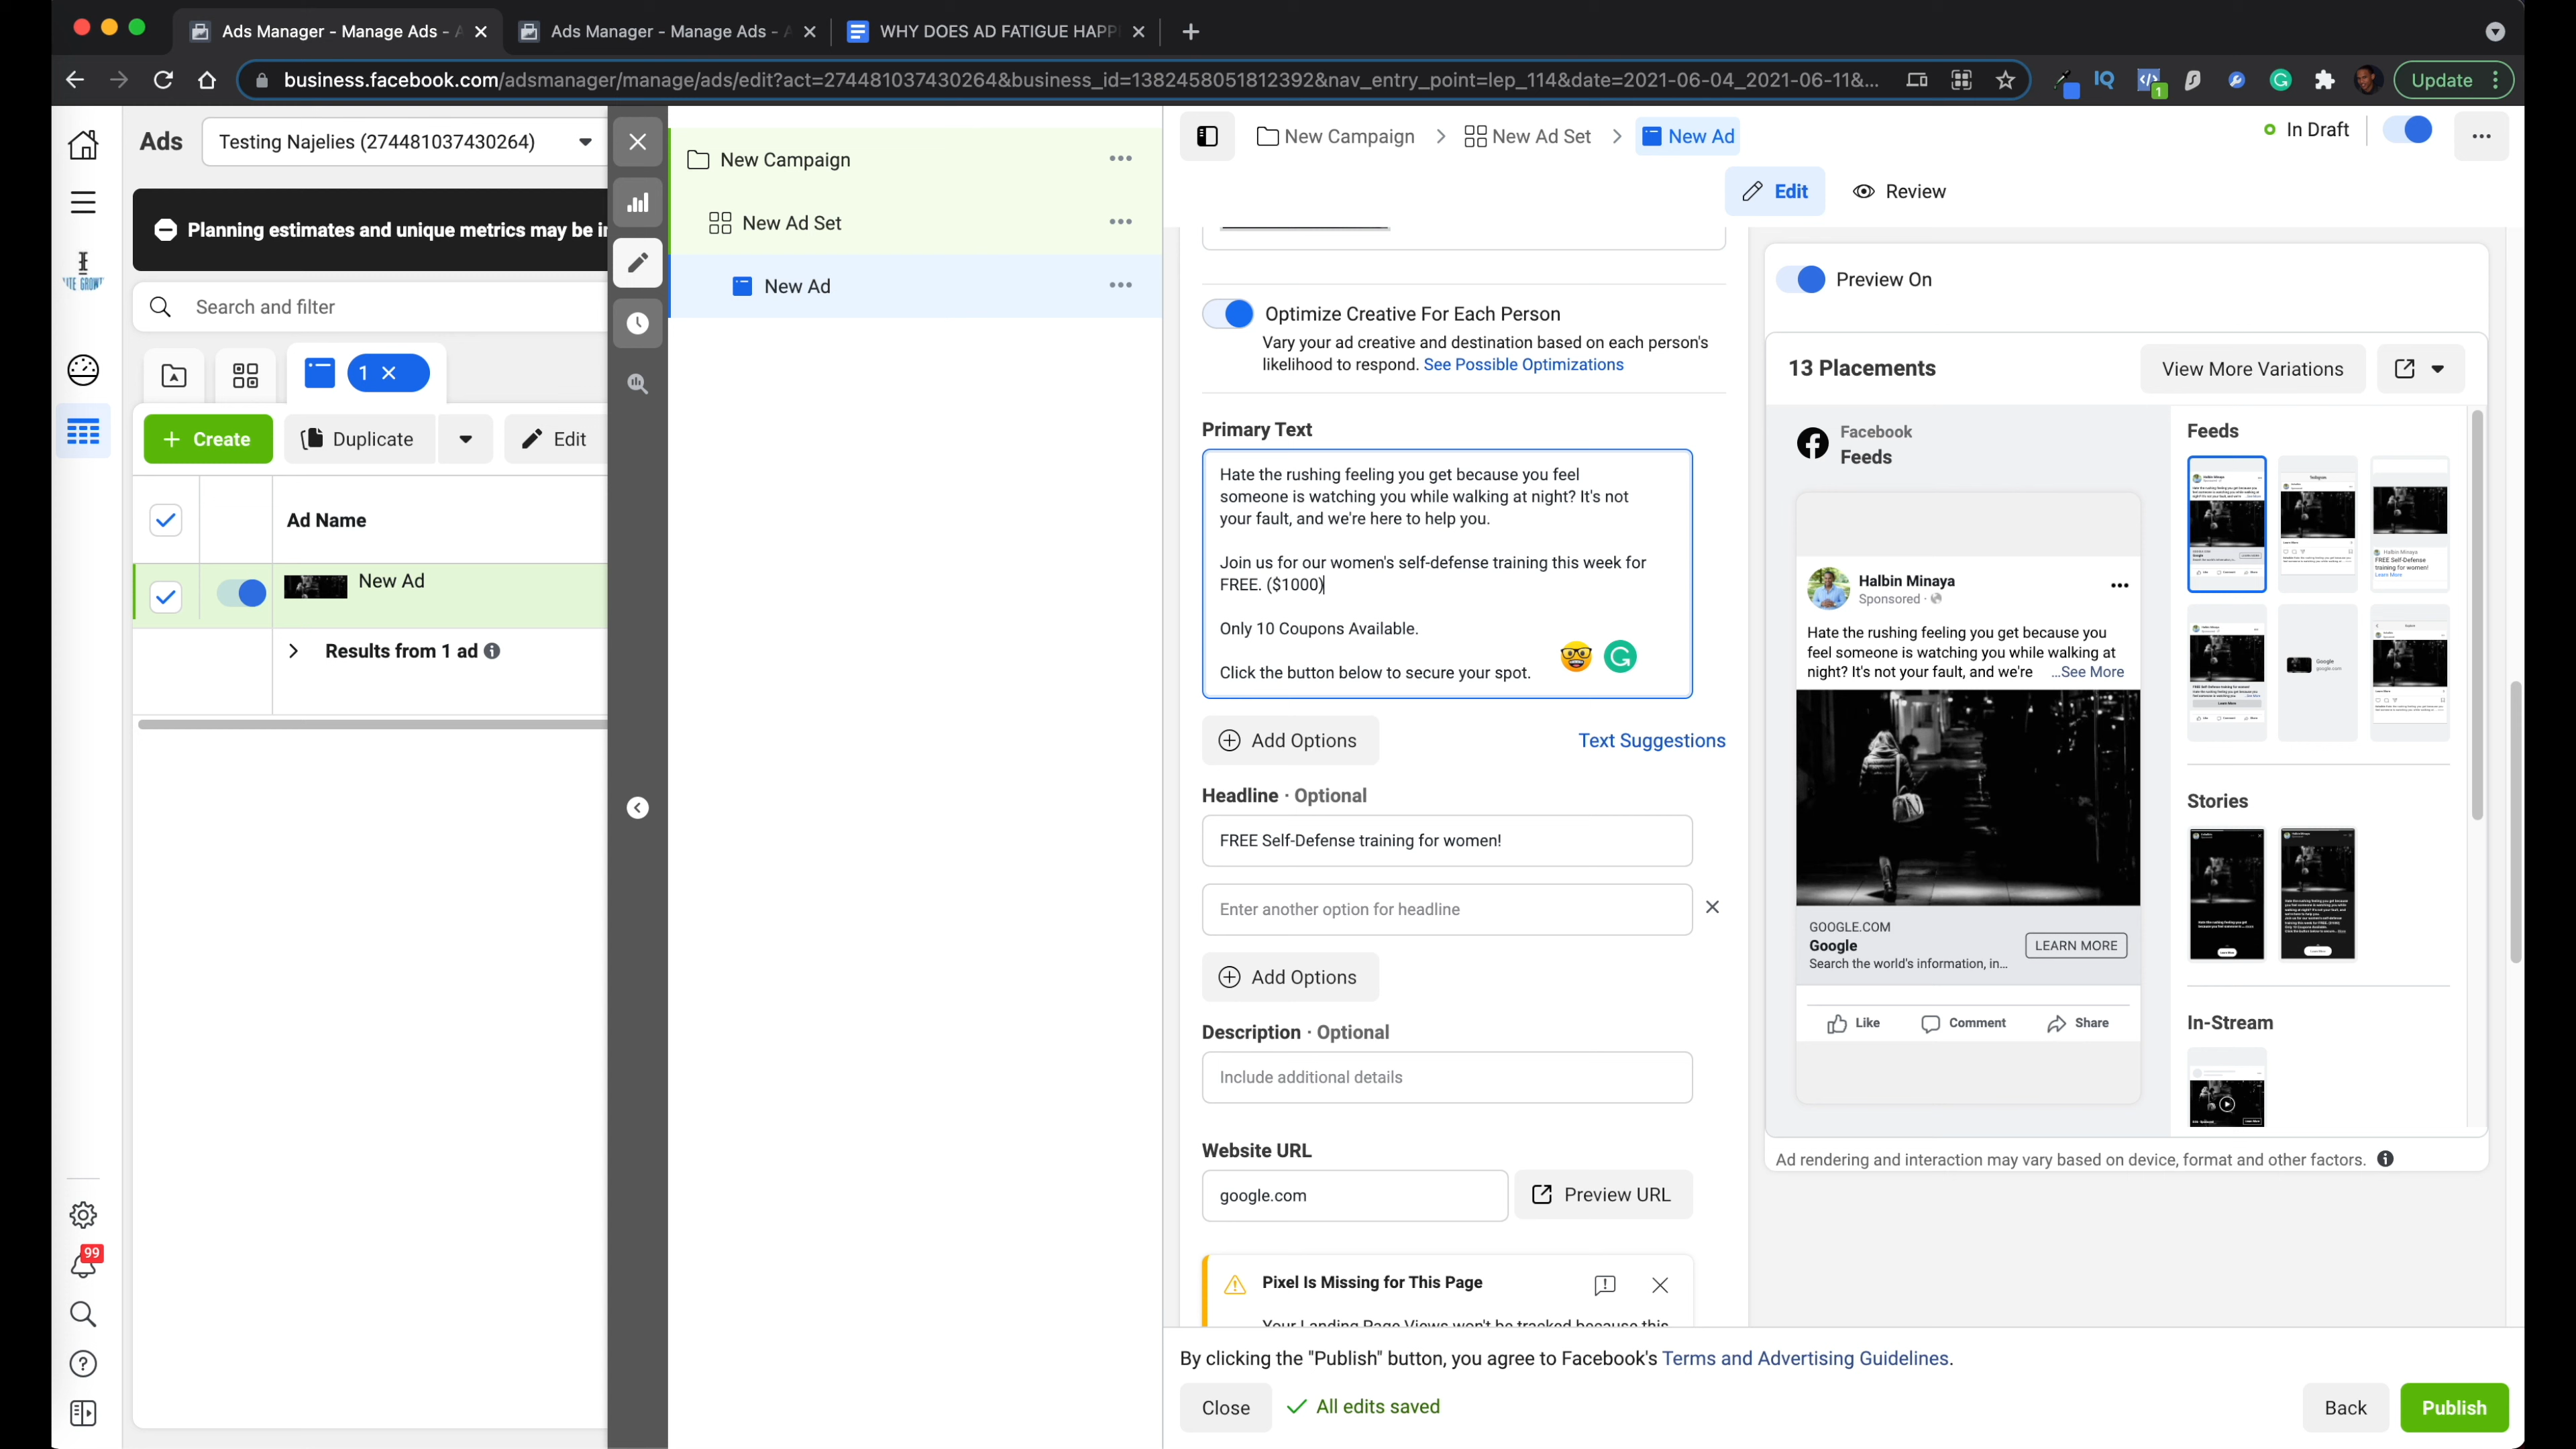 Ads Manager - Manage Ads - A
Ads Manager - Manage Ads - A
WHY DOES AD FATIGUE HAPP
business.facebook.com/adsmanager/manage/ads/edit?act=274481037430264&business_id=1382458051812392&nav_entry_point=lep_114&date=2021-06-04_2021-06-11&...
IQ
1
Update
Ads
Testing Najelies (274481037430264)
Planning estimates and unique metrics may be in
Search and filter
1
Create
Duplicate
Edit
Ad Name
New Ad
Results from 1 ad
99
New Campaign
New Ad Set
New Ad
New Campaign > New Ad Set > New Ad
In Draft
Edit
Review
Optimize Creative For Each Person
Vary your ad creative and destination based on each person's
likelihood to respond. See Possible Optimizations
Primary Text
Hate the rushing feeling you get because you feel
someone is watching you while walking at night? It's not
your fault, and we're here to help you.
Join us for our women's self-defense training this week for
FREE. ($1000)
Only 10 Coupons Available.
Click the button below to secure your spot.
Add Options
Text Suggestions
Headline · Optional
FREE Self-Defense training for women!
Enter another option for headline
Add Options
Description · Optional
Include additional details
Website URL
google.com
Preview URL
Pixel Is Missing for This Page
Your Landing Page Views won't be tracked because this
Preview On
13 Placements
View More Variations
Facebook
Feeds
Halbin Minaya
Sponsored ·
Hate the rushing feeling you get because you
feel someone is watching you while walking at
night? It's not your fault, and we're ...See More
GOOGLE.COM
Google
Search the world's information, in...
LEARN MORE
Like
Comment
Share
Feeds
Stories
In-Stream
Ad rendering and interaction may vary based on device, format and other factors.
By clicking the "Publish" button, you agree to Facebook's Terms and Advertising Guidelines.
Close
All edits saved
Back
Publish